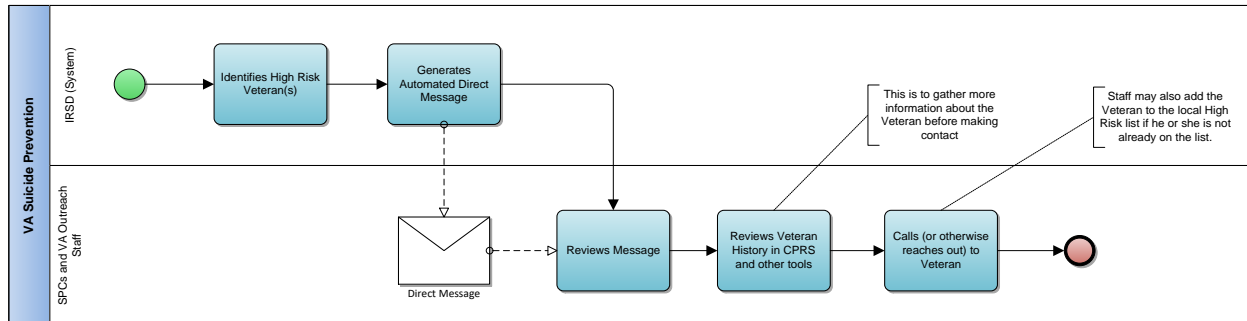 VA Suicide Prevention
IRSD (System)
Identifies High Risk
Veteran(s)
Generates
Automated Direct
Message
This is to gather more
information about the
Veteran before making
contact
Staff may also add the
Veteran to the local High
Risk list if he or she is not
already on the list.
SPCs and VA Outreach
Staff
Direct Message
Reviews Message
Reviews Veteran
History in CPRS
and other tools
Calls (or otherwise
reaches out) to
Veteran